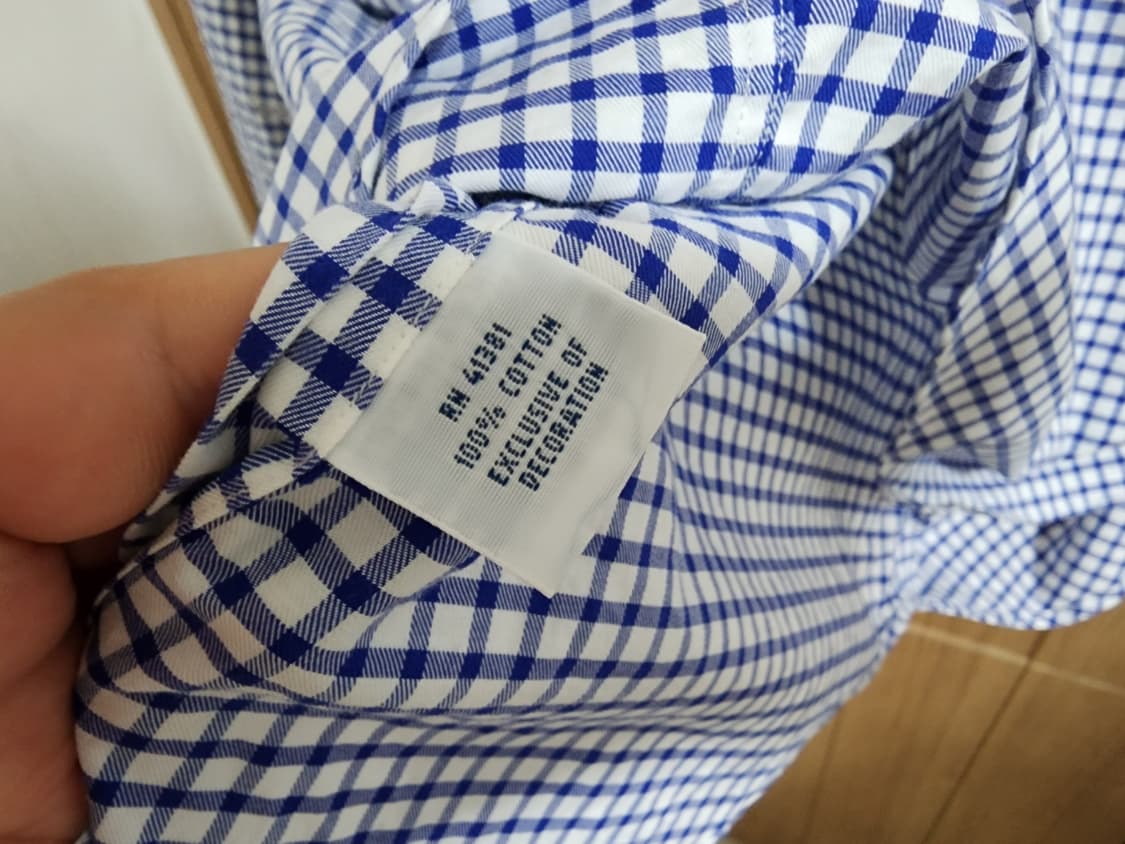 RN 41381
100% COTTON
EXCLUSIVE OF
DECORATION